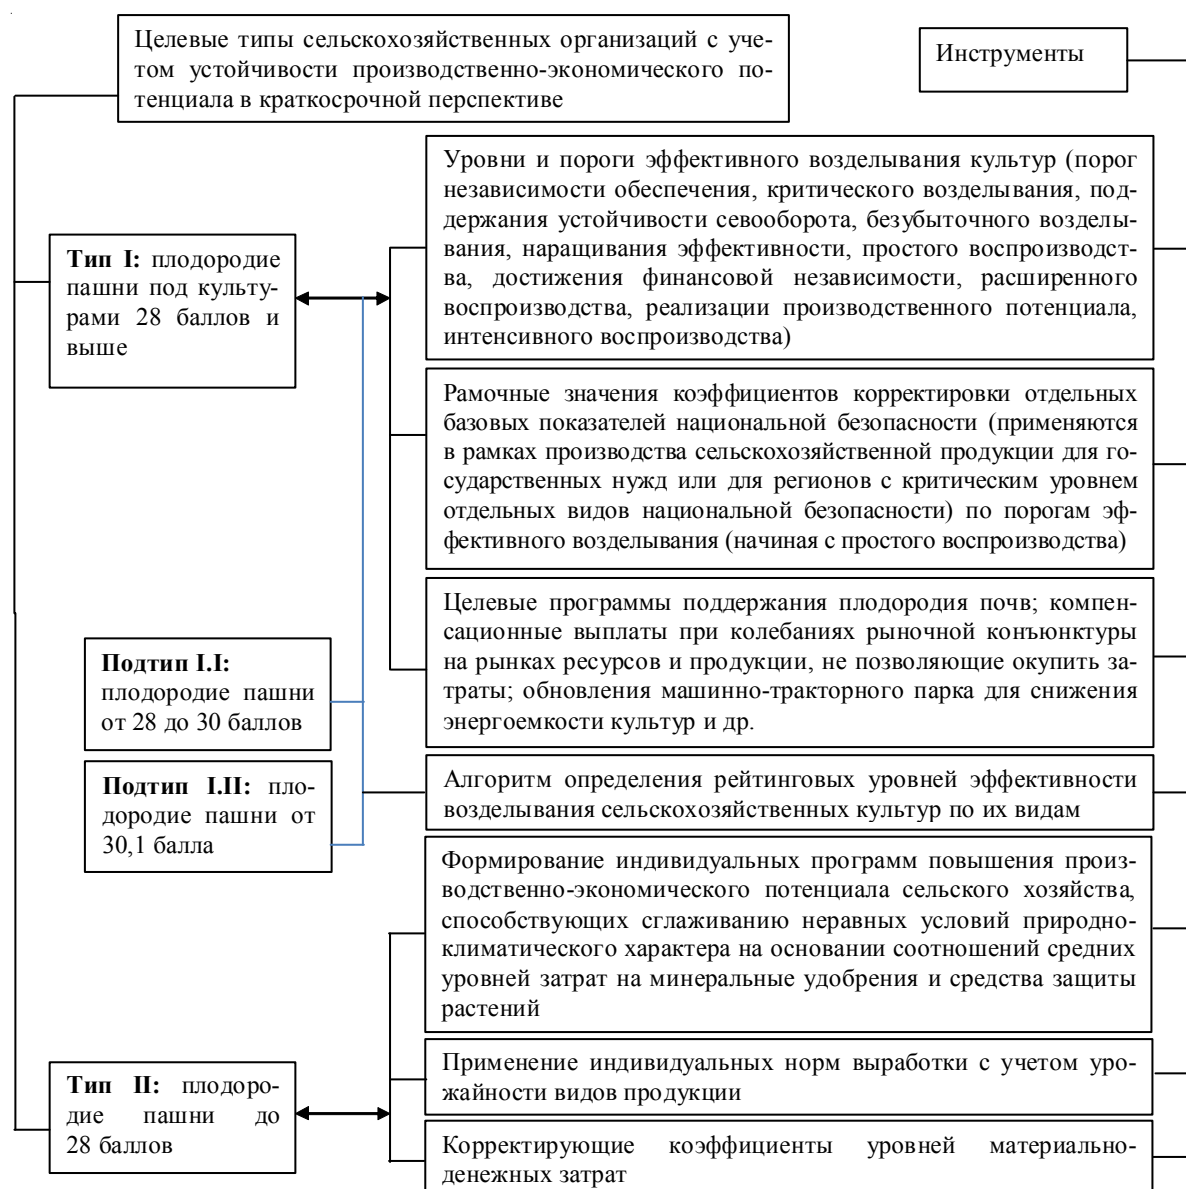 Целевые типы сельскохозяйственных организаций с уче-
том устойчивости производственно-экономического по-
тенциала в краткосрочной перспективе
Инструменты
Уровни и пороги эффективного возделывания культур (порог
независимости обеспечения, критического возделывания, под-
держания устойчивости севооборота, безубыточного возделы-
вания, наращивания эффективности, простого воспроизводст-
ва, достижения финансовой независимости, расширенного
воспроизводства, реализации производственного потенциала,
интенсивного воспроизводства)
Тип I: плодородие
пашни под культу-
рами 28 баллов и
выше
Рамочные значения коэффициентов корректировки отдельных
базовых показателей национальной безопасности (применяются
в рамках производства сельскохозяйственной продукции для го-
сударственных нужд или для регионов с критическим уровнем
отдельных видов национальной безопасности) по порогам эф-
фективного возделывания (начиная с простого воспроизводства)
Целевые программы поддержания плодородия почв; компен-
сационные выплаты при колебаниях рыночной конъюнктуры
на рынках ресурсов и продукции, не позволяющие окупить за-
траты; обновления машинно-тракторного парка для снижения
энергоемкости культур и др.
Подтип I.I:
плодородие пашни
от 28 до 30 баллов
Подтип I.II: пло-
дородие пашни от
30,1 балла
Алгоритм определения рейтинговых уровней эффективности
возделывания сельскохозяйственных культур по их видам
Формирование индивидуальных программ повышения произ-
водственно-экономического потенциала сельского хозяйства,
способствующих сглаживанию неравных условий природно-
климатического характера на основании соотношений средних
уровней затрат на минеральные удобрения и средства защиты
растений
Тип II: плодоро-
дие пашни до
28 баллов
Применение индивидуальных норм выработки с учетом уро-
жайности видов продукции
Корректирующие коэффициенты уровней материально-
денежных затрат